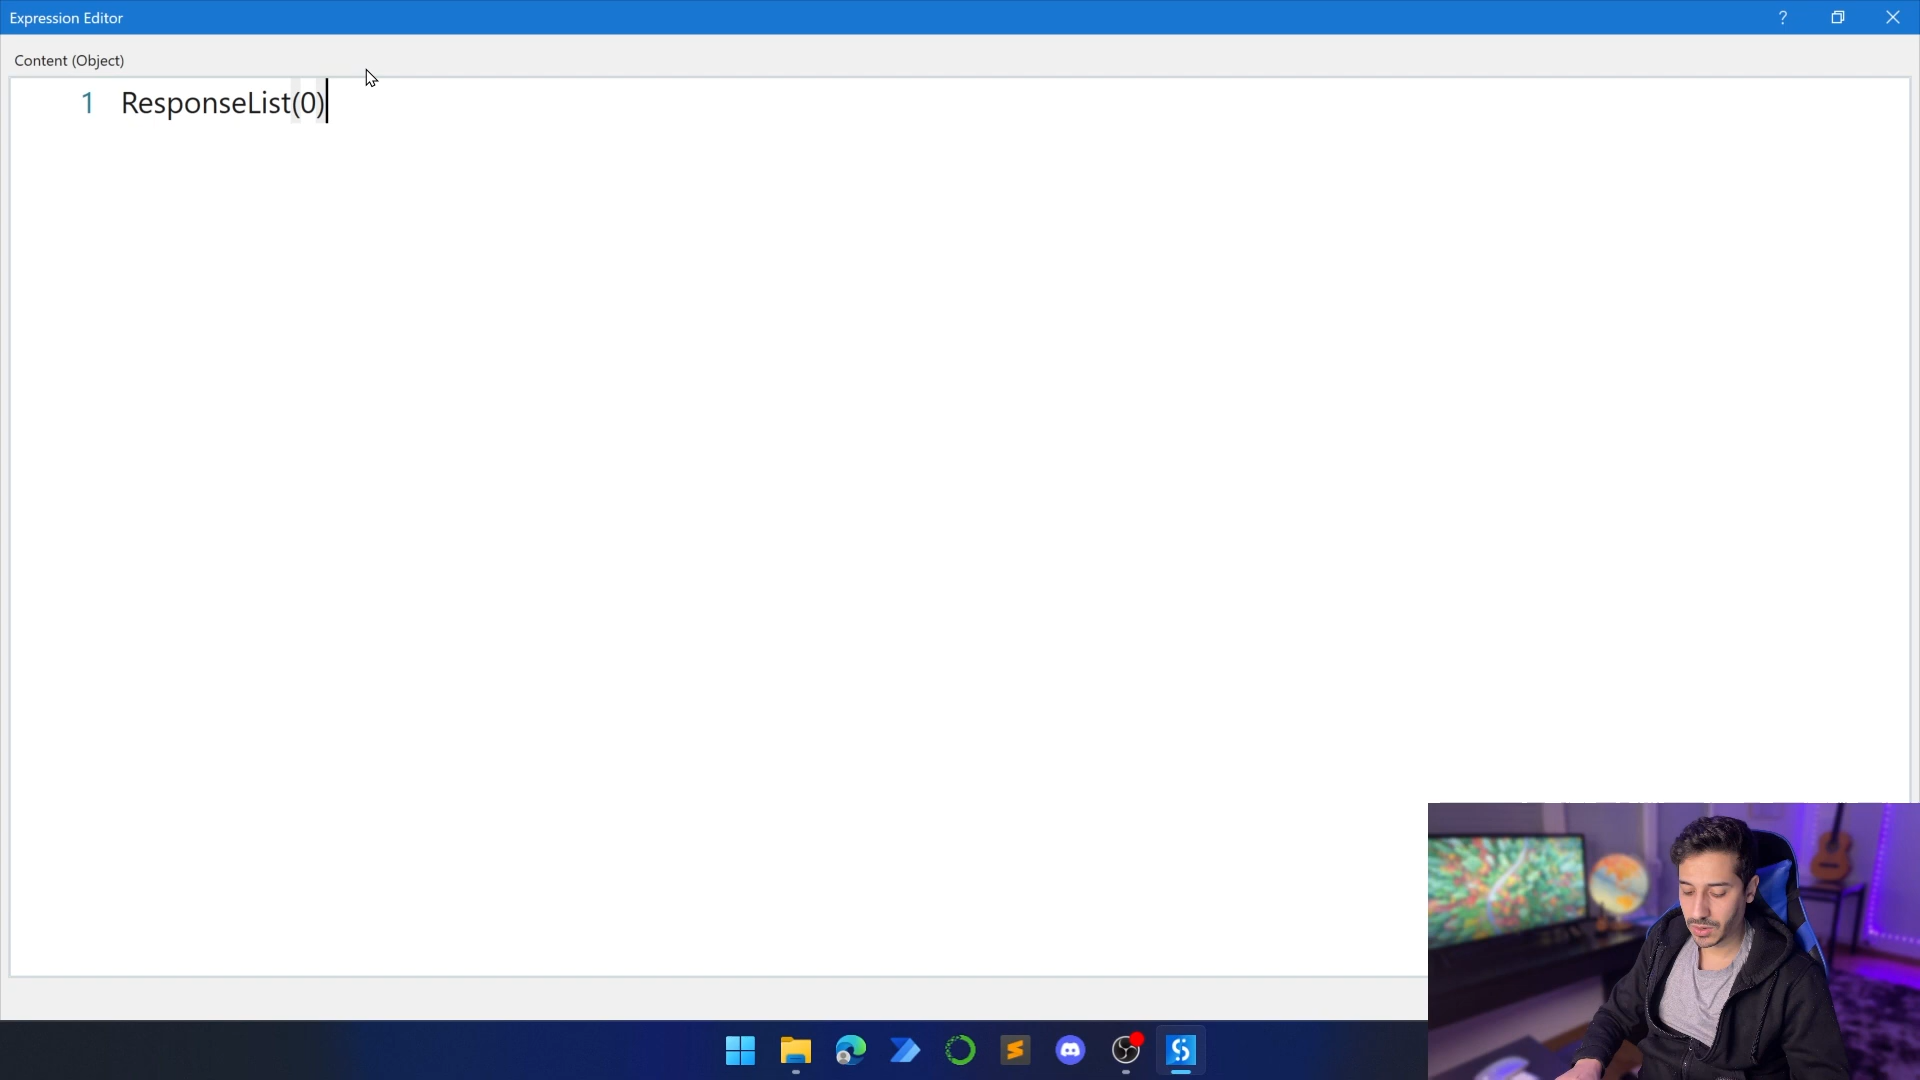 Expression Editor
?
Content (Object)
1 ResponseList(0)